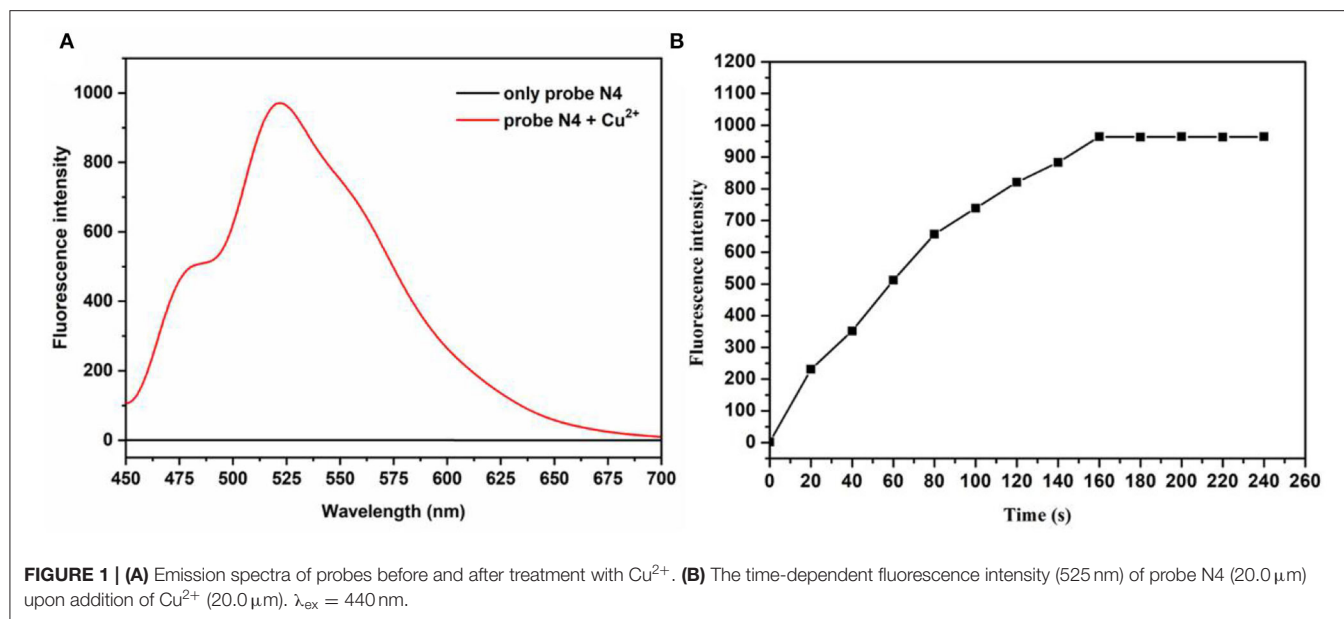 A
Fluorescence intensity
1000
800
600
400
200
0
450 475 500 525 550 575 600 625 650 675 700
Wavelength (nm)
only probe N4
probe N4 + Cu²⁺
B
Fluorescence intensity
1200
1100
1000
900
800
700
600
500
400
300
200
100
0
0 20 40 60 80 100 120 140 160 180 200 220 240 260
Time (s)
FIGURE 1 | (A) Emission spectra of probes before and after treatment with Cu²⁺. (B) The time-dependent fluorescence intensity (525 nm) of probe N4 (20.0 μm)
upon addition of Cu²⁺ (20.0 μm). λex = 440 nm.